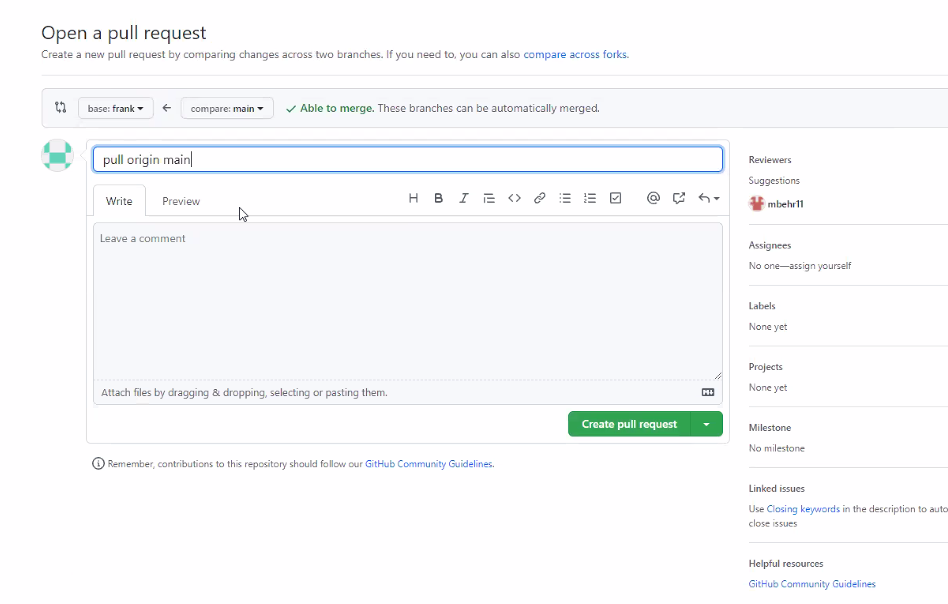 Open a pull request
Create a new pull request by comparing changes across two branches. If you need to, you can also compare across forks.
base: frank
compare: main
Able to merge. These branches can be automatically merged.
pull origin main
Write
Preview
H B I
@
Leave a comment
Attach files by dragging & dropping, selecting or pasting them.
Create pull request
Remember, contributions to this repository should follow our GitHub Community Guidelines.
Reviewers
Suggestions
mbehr11
Assignees
No one—assign yourself
Labels
None yet
Projects
None yet
Milestone
No milestone
Linked issues
Use Closing keywords in the description to auto
close issues
Helpful resources
GitHub Community Guidelines